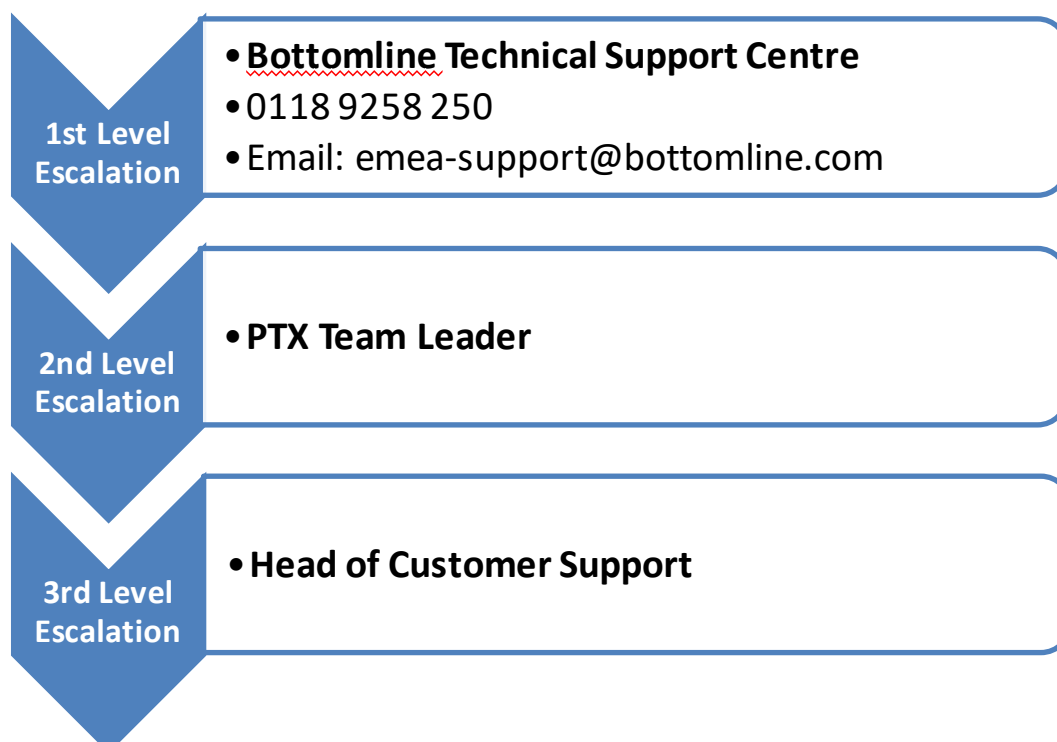 1st Level
Escalation
•Bottomline Technical Support Centre
•0118 9258 250
•Email: emea-support@bottomline.com
2nd Level
Escalation
•PTX Team Leader
3rd Level
Escalation
•Head of Customer Support